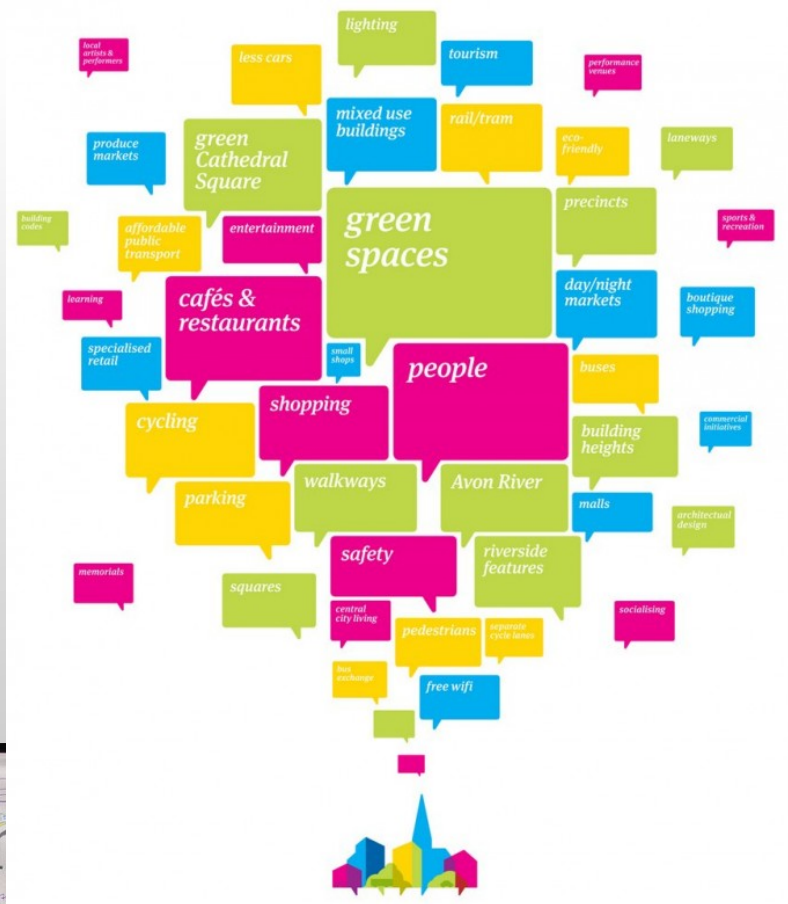 lighting
local
artists &
performers
less cars
tourism
performance
venues
mixed use
buildings
rail/tram
produce
markets
green
Cathedral
Square
eco-
friendly
laneways
green
spaces
precincts
building
codes
affordable
public
transport
entertainment
sports &
recreation
day/night
markets
learning
cafés &
restaurants
boutique
shopping
specialised
retail
small
shops
people
buses
shopping
cycling
commercial
initiatives
building
heights
walkways
Avon River
parking
malls
architectual
design
safety
riverside
features
memorials
squares
central
city living
socialising
pedestrians
separate
cycle lanes
bus
exchange
free wifi